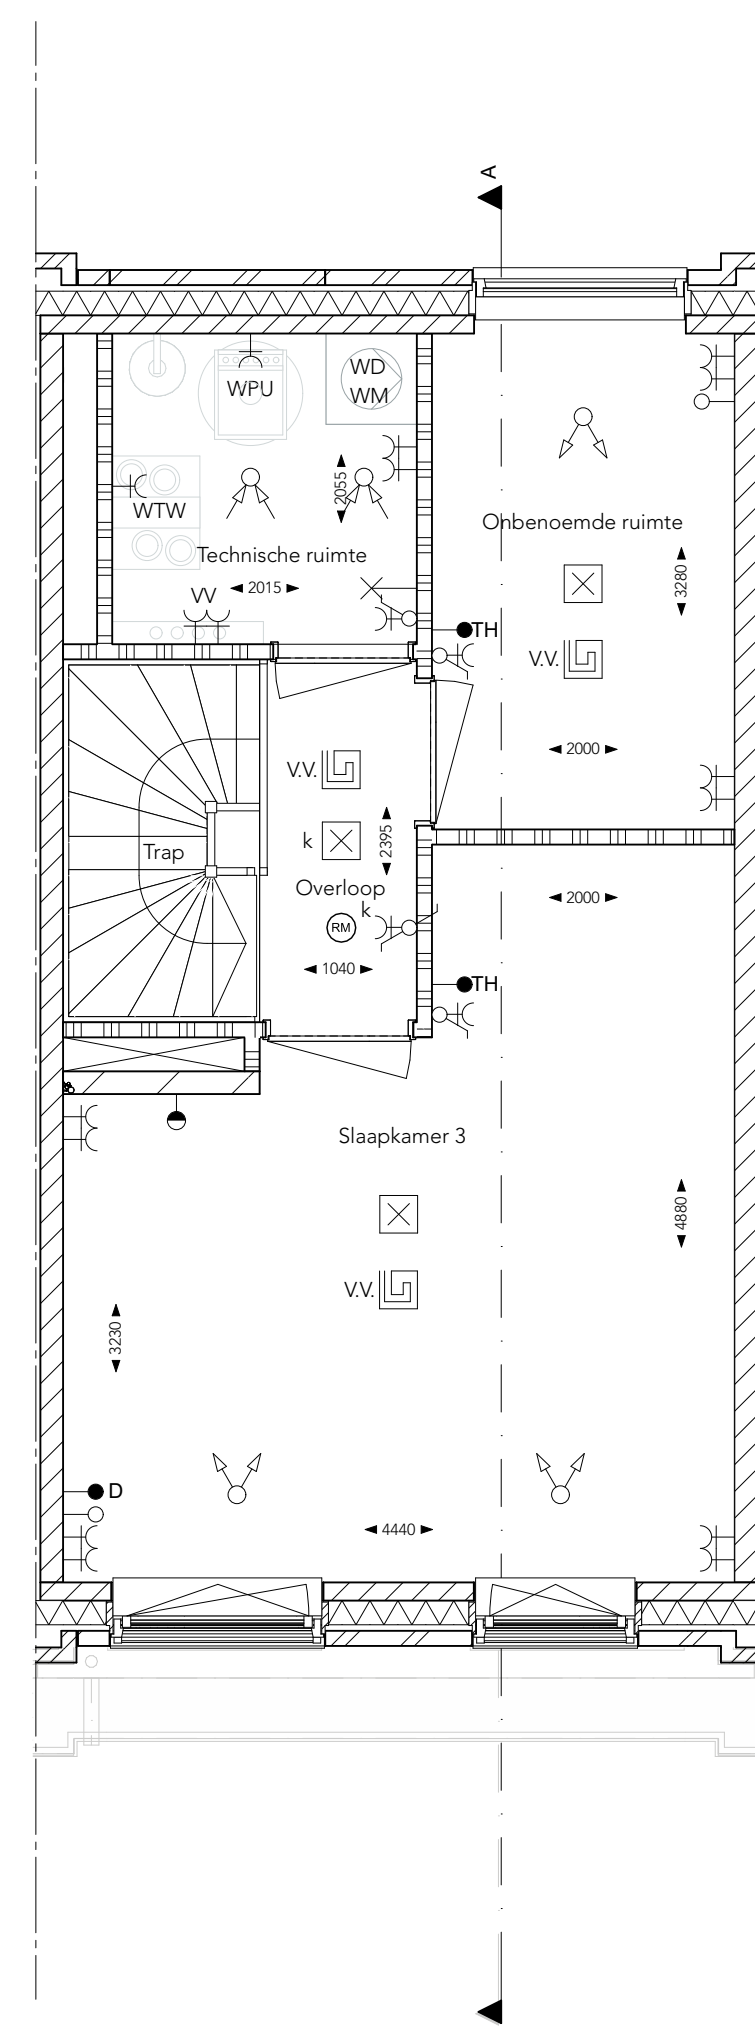 A
WD
WM
WPU
2055
WTW
Onbenoemde ruimte
Technische ruimte
3280
2015
VV
TH
V.V.
2000
V.V.
k
2395
Trap
Overloop
2000
k
RM
1040
TH
Slaapkamer 3
4880
V.V.
3230
D
4440